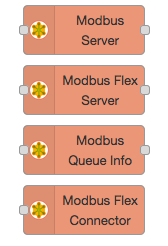 Modbus
Server
Modbus Flex
Server
Modbus
Queue Info
Modbus Flex
Connector